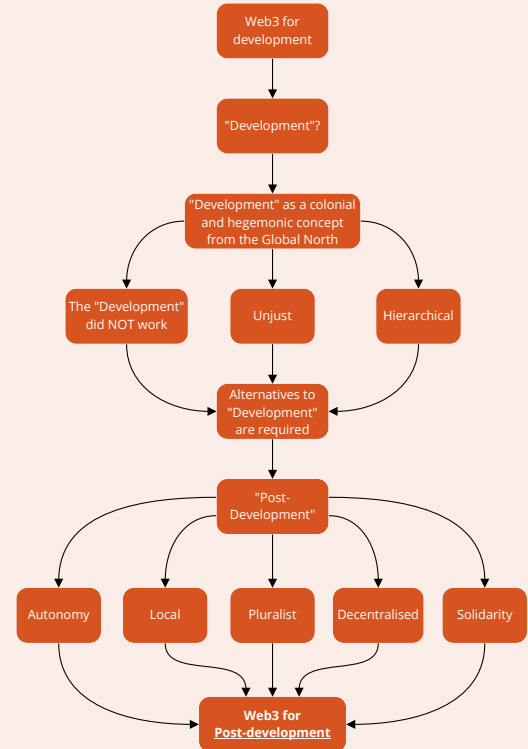 Web3 for
development
"Development"?
"Development" as a colonial
and hegemonic concept
from the Global North
The "Development"
did NOT work
Unjust
Hierarchical
Alternatives to
"Development"
are required
"Post-
Development"
Autonomy
Local
Pluralist
Decentralised
Solidarity
Web3 for
Post-development